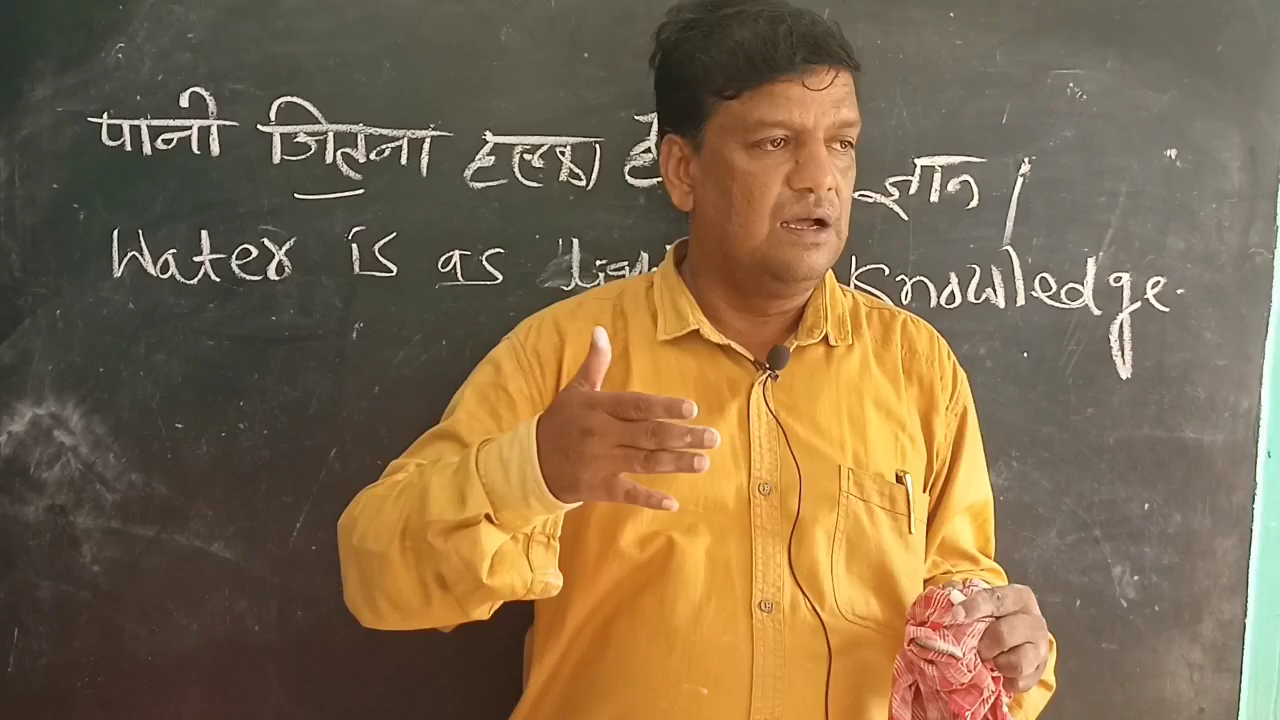 पानी जितना हल्का ज्ञान।
Water is as Knowledge.